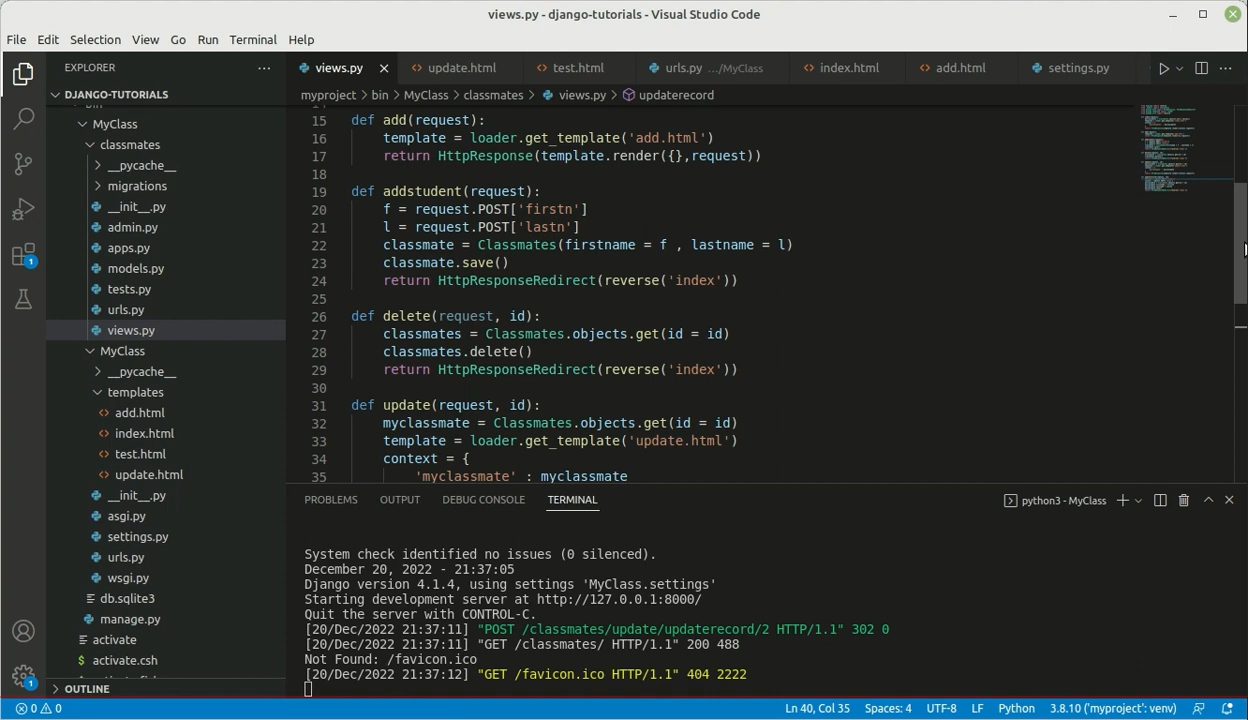 views.py - django-tutorials - Visual Studio Code
File Edit Selection View Go Run Terminal Help
EXPLORER
DJANGO-TUTORIALS
MyClass
classmates
__pycache__
migrations
__init__.py
admin.py
apps.py
models.py
tests.py
urls.py
views.py
MyClass
__pycache__
templates
add.html
index.html
test.html
update.html
__init__.py
asgi.py
settings.py
urls.py
wsgi.py
db.sqlite3
manage.py
activate
activate.csh
OUTLINE
views.py update.html test.html urls.py .../MyClass index.html add.html settings.py
myproject > bin > MyClass > classmates > views.py > updaterecord
15 def add(request):
16 template = loader.get_template('add.html')
17 return HttpResponse(template.render({},request))
18
19 def addstudent(request):
20 f = request.POST['firstn']
21 l = request.POST['lastn']
22 classmate = Classmates(firstname = f , lastname = l)
23 classmate.save()
24 return HttpResponseRedirect(reverse('index'))
25
26 def delete(request, id):
27 classmates = Classmates.objects.get(id = id)
28 classmates.delete()
29 return HttpResponseRedirect(reverse('index'))
30
31 def update(request, id):
32 myclassmate = Classmates.objects.get(id = id)
33 template = loader.get_template('update.html')
34 context = {
35 'myclassmate' : myclassmate
PROBLEMS OUTPUT DEBUG CONSOLE TERMINAL python3 - MyClass
System check identified no issues (0 silenced).
December 20, 2022 - 21:37:05
Django version 4.1.4, using settings 'MyClass.settings'
Starting development server at http://127.0.0.1:8000/
Quit the server with CONTROL-C.
[20/Dec/2022 21:37:11] "POST /classmates/update/updaterecord/2 HTTP/1.1" 302 0
[20/Dec/2022 21:37:11] "GET /classmates/ HTTP/1.1" 200 488
Not Found: /favicon.ico
[20/Dec/2022 21:37:12] "GET /favicon.ico HTTP/1.1" 404 2222
0 0 Ln 40, Col 35 Spaces: 4 UTF-8 LF Python 3.8.10 ('myproject': venv)